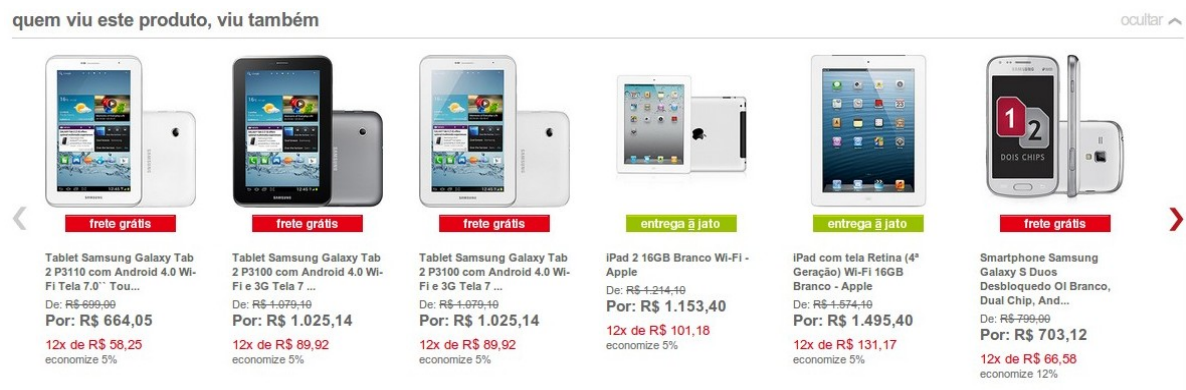 quem viu este produto, viu também
ocultar
SAMSUNG
1
2
DOIS CHIPS
frete grátis
frete grátis
frete grátis
entrega a jato
entrega a jato
frete grátis
Tablet Samsung Galaxy Tab
2 P3110 com Android 4.0 Wi-
Fi Tela 7.0`` Tou...
De: R$ 699,00
Por: R$ 664,05
12x de R$ 58,25
economize 5%
Tablet Samsung Galaxy Tab
2 P3100 com Android 4.0 Wi-
Fi e 3G Tela 7 ...
De: R$ 1.079,10
Por: R$ 1.025,14
12x de R$ 89,92
economize 5%
Tablet Samsung Galaxy Tab
2 P3100 com Android 4.0 Wi-
Fi e 3G Tela 7 ...
De: R$ 1.079,10
Por: R$ 1.025,14
12x de R$ 89,92
economize 5%
iPad 2 16GB Branco Wi-Fi -
Apple
De: R$ 1.214,10
Por: R$ 1.153,40
12x de R$ 101,18
economize 5%
iPad com tela Retina (4ª
Geração) Wi-Fi 16GB
Branco - Apple
De: R$ 1.574,10
Por: R$ 1.495,40
12x de R$ 131,17
economize 5%
Smartphone Samsung
Galaxy S Duos
Desbloquedo OI Branco,
Dual Chip, And...
De: R$ 799,00
Por: R$ 703,12
12x de R$ 66,58
economize 12%